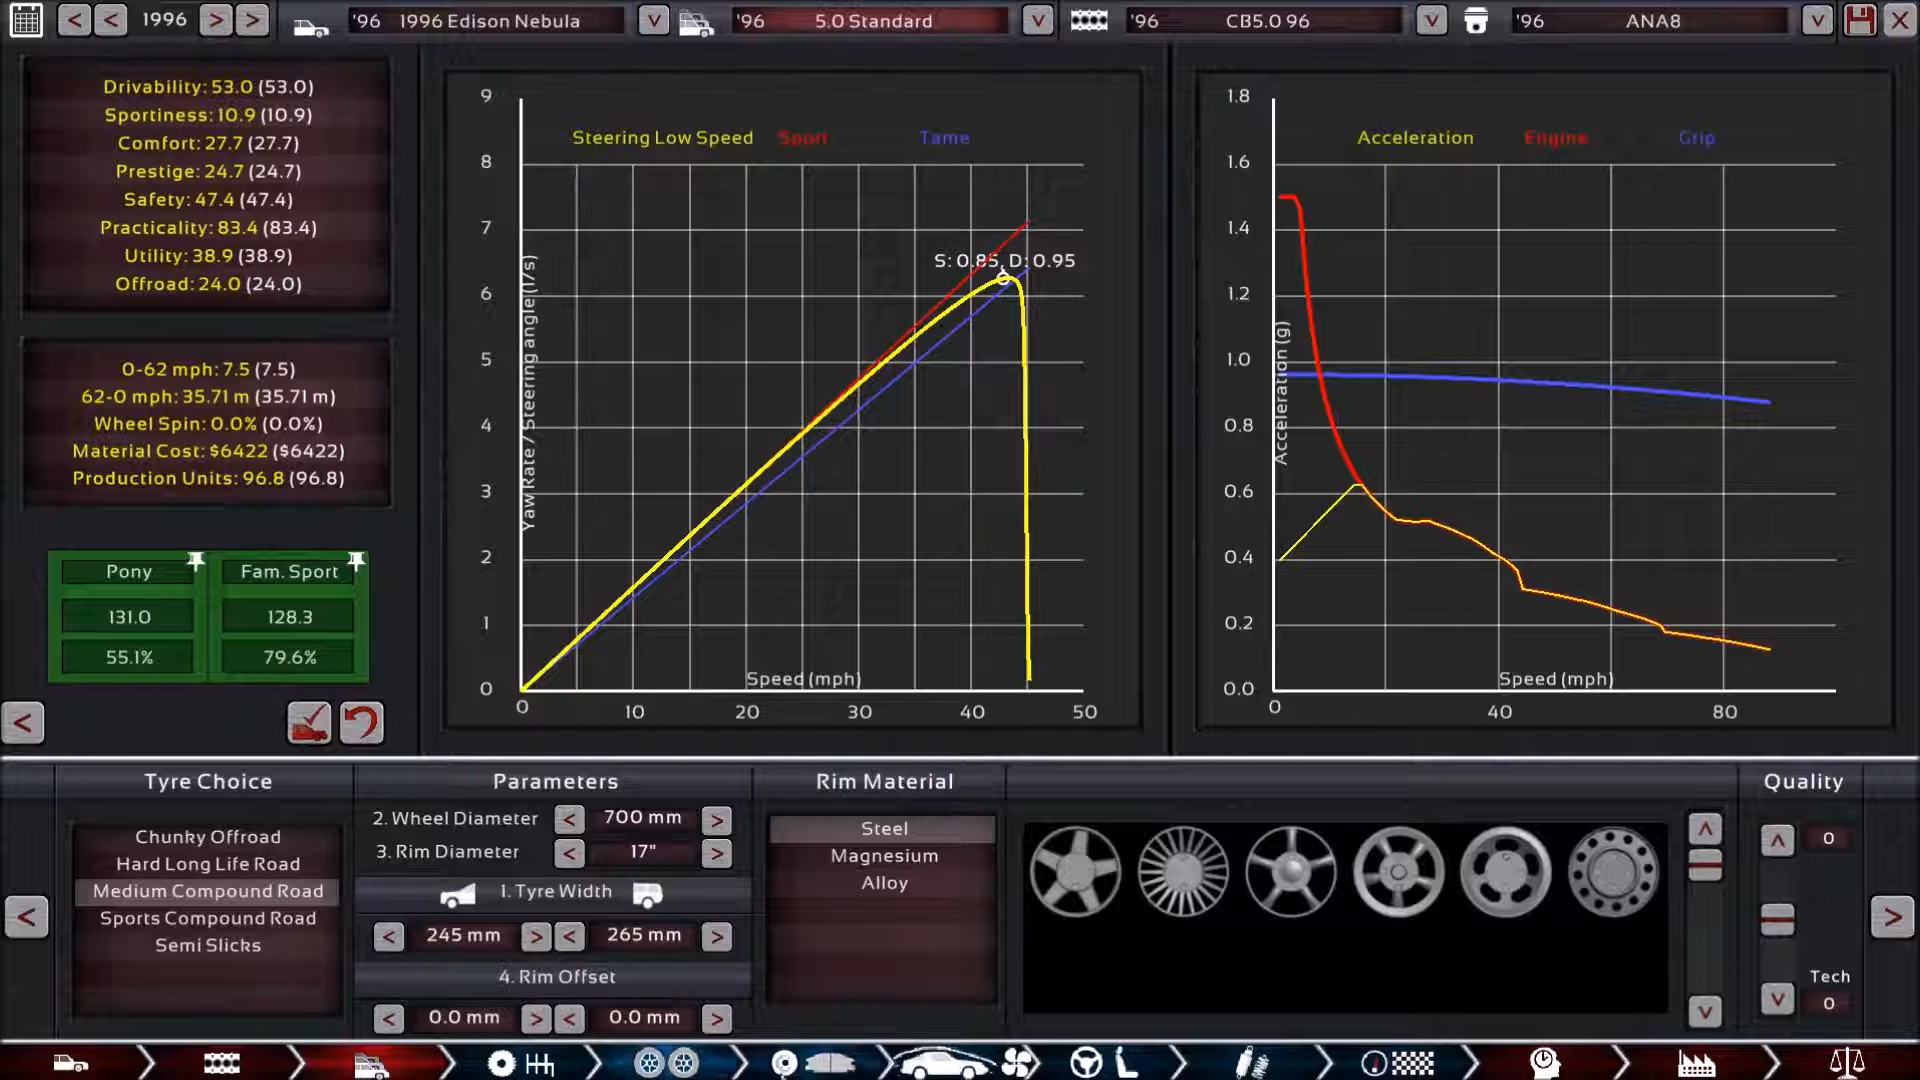 1996
'96 1996 Edison Nebula
'96 5.0 Standard
'96 CB5.0 96
'96 ANA8
Drivability: 53.0 (53.0)
Sportiness: 10.9 (10.9)
Comfort: 27.7 (27.7)
Prestige: 24.7 (24.7)
Safety: 47.4 (47.4)
Practicality: 83.4 (83.4)
Utility: 38.9 (38.9)
Offroad: 24.0 (24.0)
0-62 mph: 7.5 (7.5)
62-0 mph: 35.71 m (35.71 m)
Wheel Spin: 0.0% (0.0%)
Material Cost: $6422 ($6422)
Production Units: 96.8 (96.8)
Pony Fam. Sport
131.0 128.3
55.1% 79.6%
Steering Low Speed Sport Tame
S: 0.85, D: 0.95
9
8
7
6
5
4
3
2
1
0
Yaw Rate / Steering angle (1/s)
Speed (mph)
0 10 20 30 40 50
Acceleration Engine Grip
1.8
1.6
1.4
1.2
1.0
0.8
0.6
0.4
0.2
0.0
Acceleration (g)
Speed (mph)
0 40 80
Tyre Choice
Chunky Offroad
Hard Long Life Road
Medium Compound Road
Sports Compound Road
Semi Slicks
Parameters
2. Wheel Diameter 700 mm
3. Rim Diameter 17"
1. Tyre Width
245 mm 265 mm
4. Rim Offset
0.0 mm 0.0 mm
Rim Material
Steel
Magnesium
Alloy
Quality
0
Tech
0